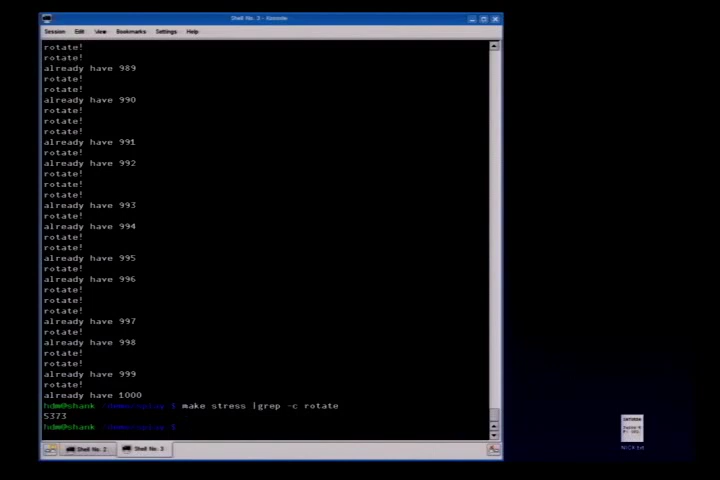 Shell No. 3 - Konsole
Session Edit View Bookmarks Settings Help
rotate!
rotate!
already have 989
rotate!
rotate!
already have 990
rotate!
rotate!
rotate!
already have 991
rotate!
already have 992
rotate!
rotate!
rotate!
already have 993
rotate!
already have 994
rotate!
rotate!
already have 995
rotate!
already have 996
rotate!
rotate!
rotate!
already have 997
rotate!
already have 998
rotate!
rotate!
already have 999
rotate!
already have 1000
hdm@shank $ make stress |grep -c rotate
5373
hdm@shank $
Shell No. 2 Shell No. 3